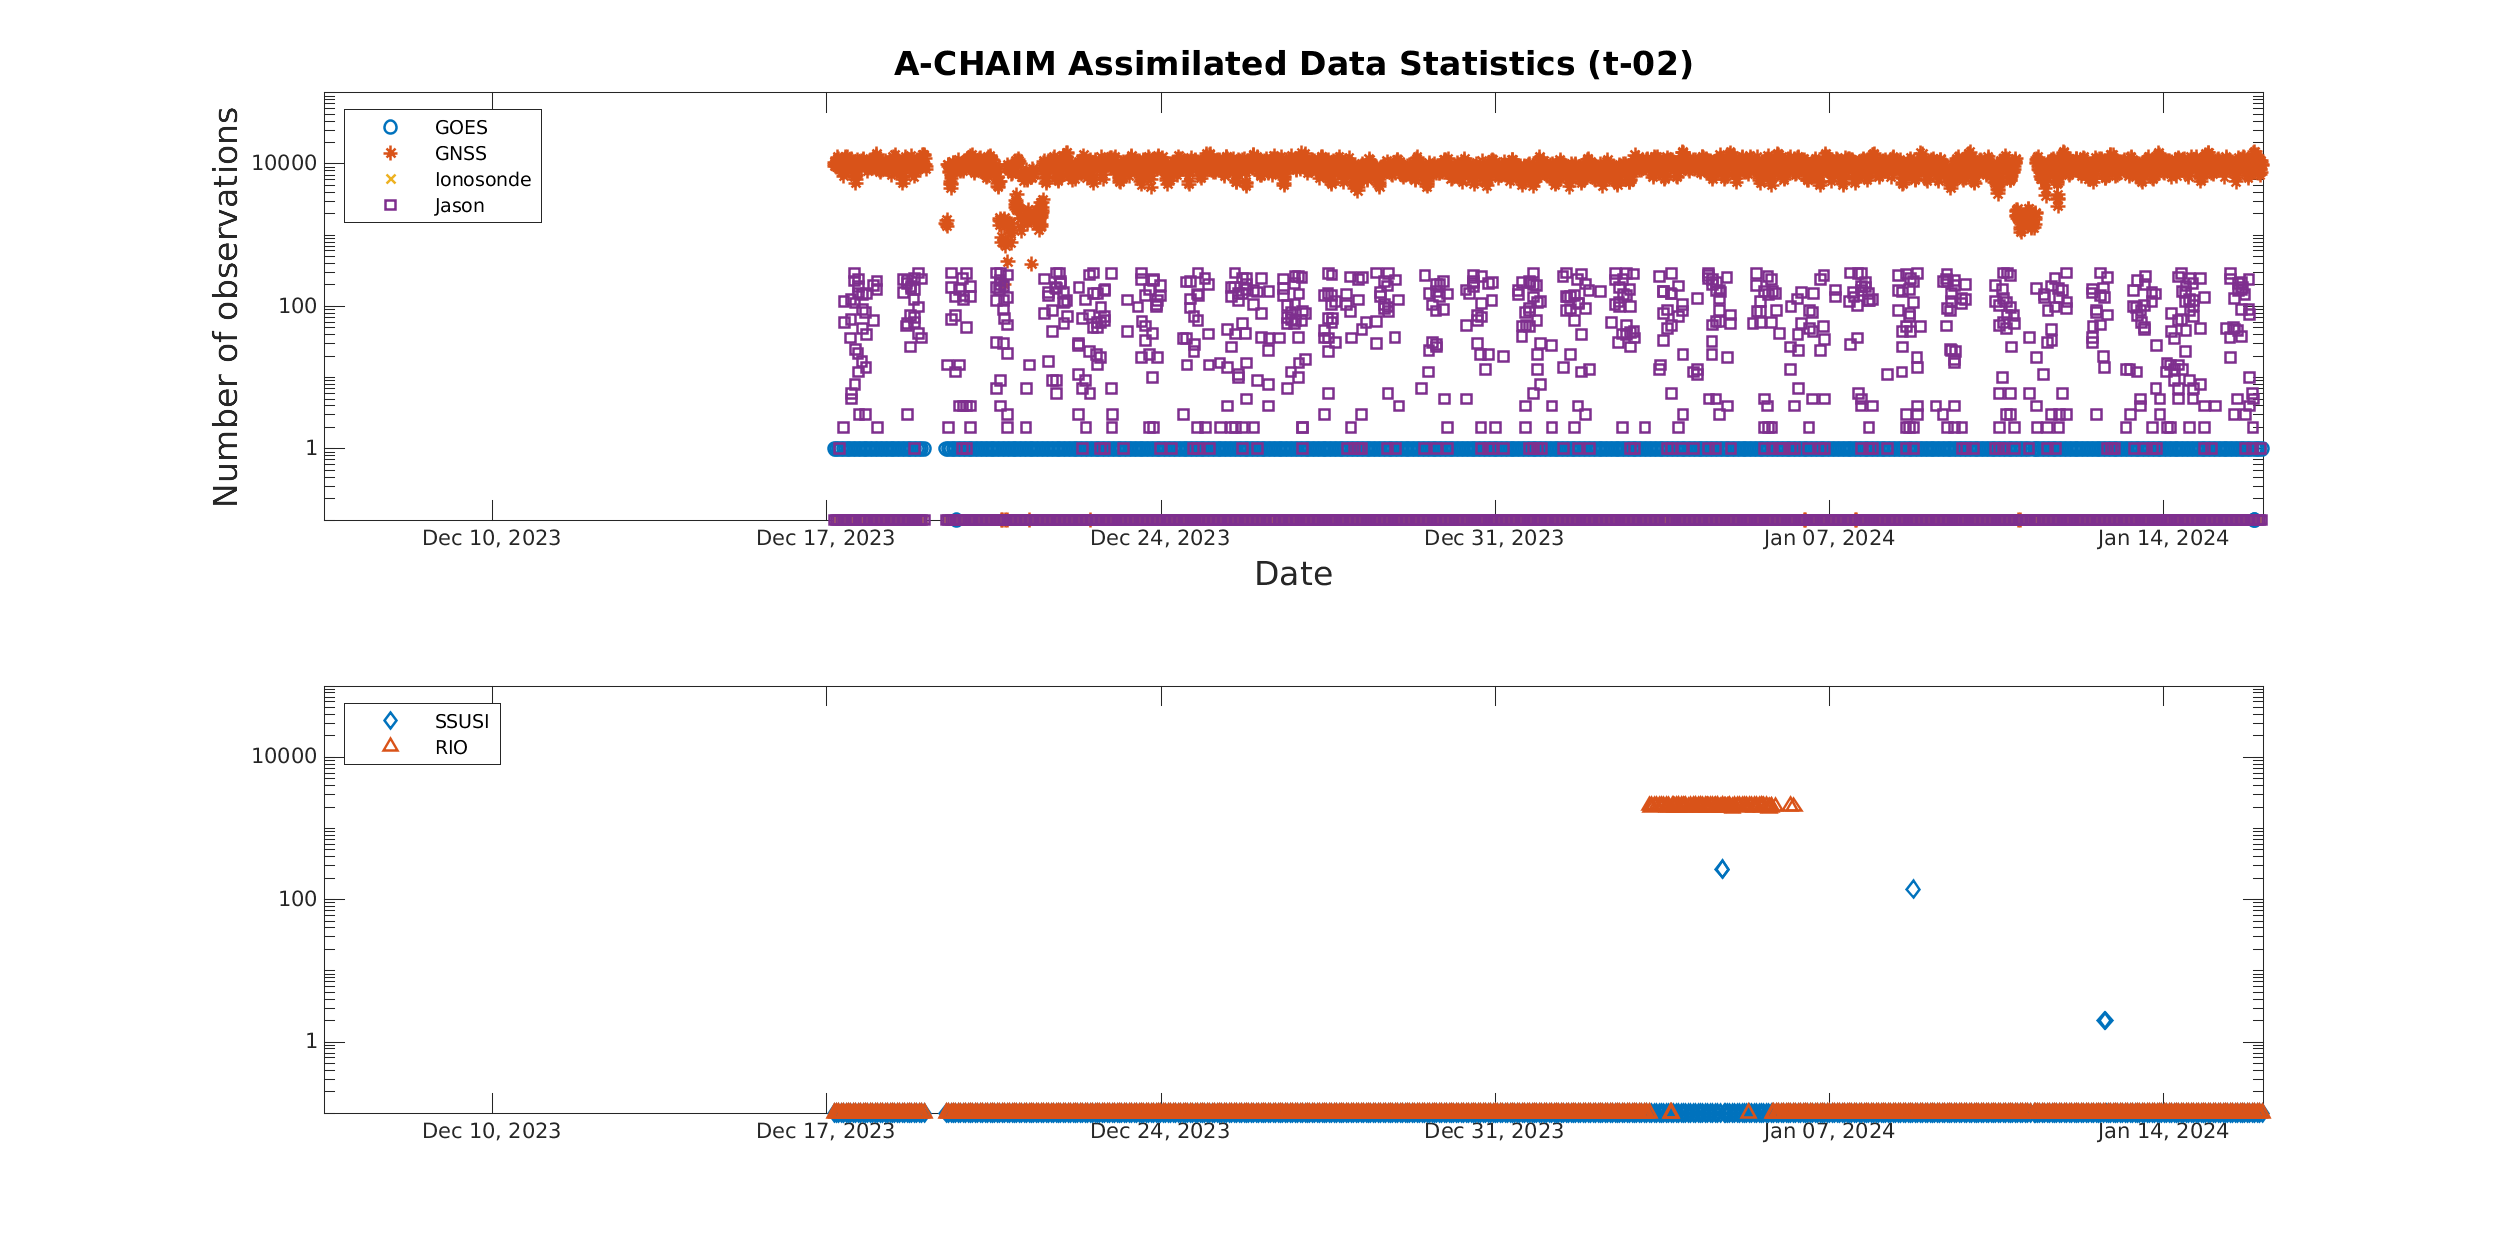 A-CHAIM Assimilated Data Statistics (t-02)
Number of observations
10000
100
1
GOES
GNSS
Ionosonde
Jason
Dec 10, 2023
Dec 17, 2023
Dec 24, 2023
Dec 31, 2023
Jan 07, 2024
Jan 14, 2024
Date
10000
100
1
SSUSI
RIO
Dec 10, 2023
Dec 17, 2023
Dec 24, 2023
Dec 31, 2023
Jan 07, 2024
Jan 14, 2024